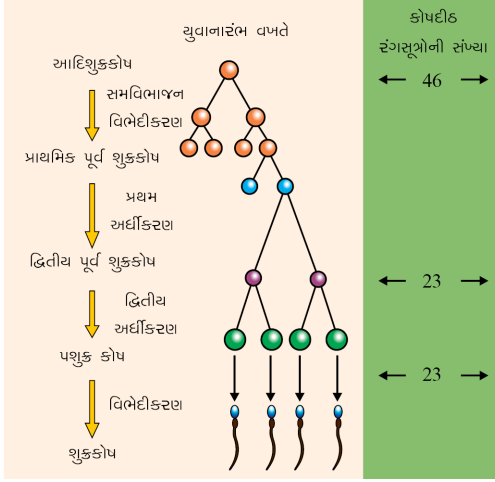 યુવાનારંભ વખતે
કોષદીઠ
રંગસૂત્રોની સંખ્યા
આદિશુક્રકોષ
46
સમવિભાજન
વિભેદીકરણ
પ્રાથમિક પૂર્વ શુક્રકોષ
પ્રથમ
અર્ધીકરણ
દ્વિતીય પૂર્વ શુક્રકોષ
23
દ્વિતીય
અર્ધીકરણ
પશુક્ર કોષ
23
વિભેદીકરણ
શુક્રકોષ